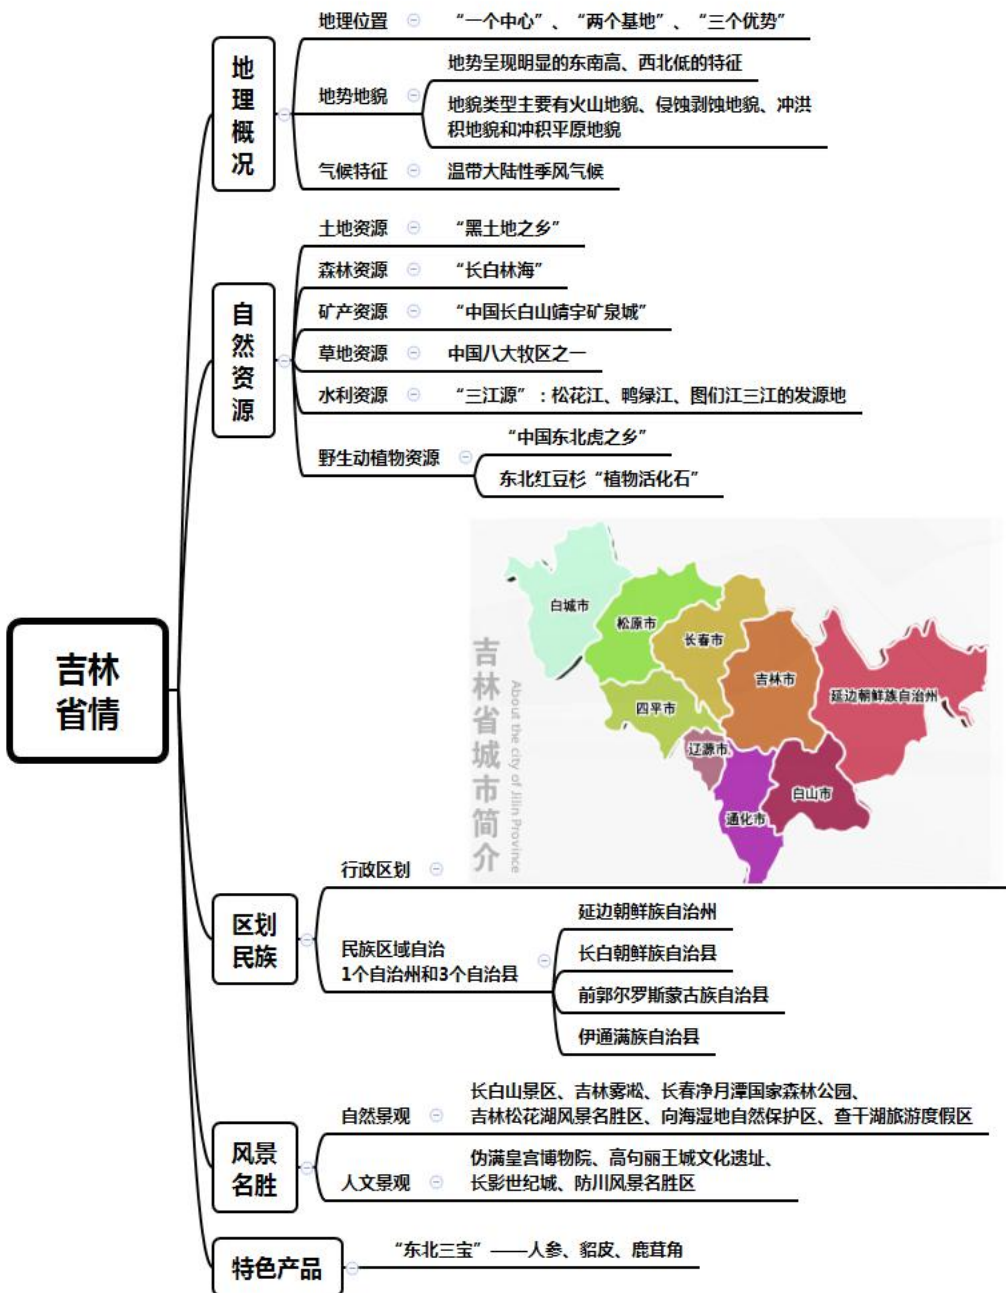 地理概况
地理位置
“一个中心”、“两个基地”、“三个优势”
地势地貌
地势呈现明显的东南高、西北低的特征
地貌类型主要有火山地貌、侵蚀剥蚀地貌、冲洪
积地貌和冲积平原地貌
气候特征
温带大陆性季风气候
自然资源
土地资源
“黑土地之乡”
森林资源
“长白林海”
矿产资源
“中国长白山靖宇矿泉城”
草地资源
中国八大牧区之一
水利资源
“三江源”：松花江、鸭绿江、图们江三江的发源地
野生动植物资源
“中国东北虎之乡”
东北红豆杉“植物活化石”
吉林
省情
白城市
松原市
长春市
吉林市
延边朝鲜族自治州
四平市
辽源市
通化市
白山市
吉林省城市简介
About the city of Jilin Province
区划
民族
行政区划
民族区域自治
1个自治州和3个自治县
延边朝鲜族自治州
长白朝鲜族自治县
前郭尔罗斯蒙古族自治县
伊通满族自治县
风景
名胜
自然景观
长白山景区、吉林雾凇、长春净月潭国家森林公园、
吉林松花湖风景名胜区、向海湿地自然保护区、查干湖旅游度假区
人文景观
伪满皇宫博物院、高句丽王城文化遗址、
长影世纪城、防川风景名胜区
特色产品
“东北三宝”——人参、貂皮、鹿茸角